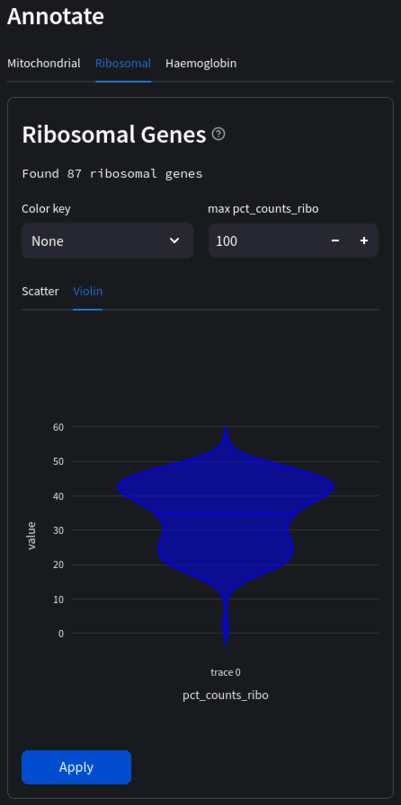 Annotate
Mitochondrial Ribosomal Haemoglobin
Ribosomal Genes ?
Found 87 ribosomal genes
Color key max pct_counts_ribo
None 100 − +
Scatter Violin
60
50
40
30
20
10
0
value
trace 0
pct_counts_ribo
Apply